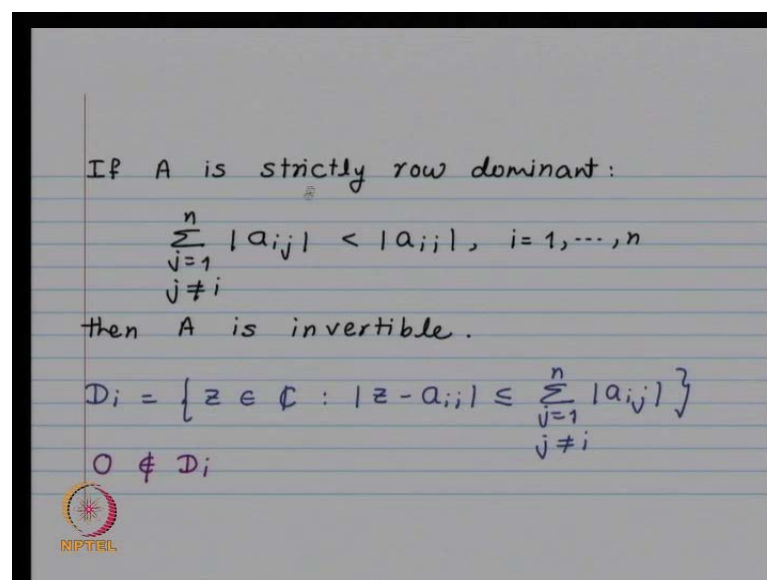 If A is strictly row dominant:
n
Σ |aij| < |aii|, i = 1, ..., n
j=1
j≠i
then A is invertible.
Di = { z ∈ ℂ : |z - aii| ≤ n Σ j=1 j≠i |aij| }
0 ∉ Di
NPTEL